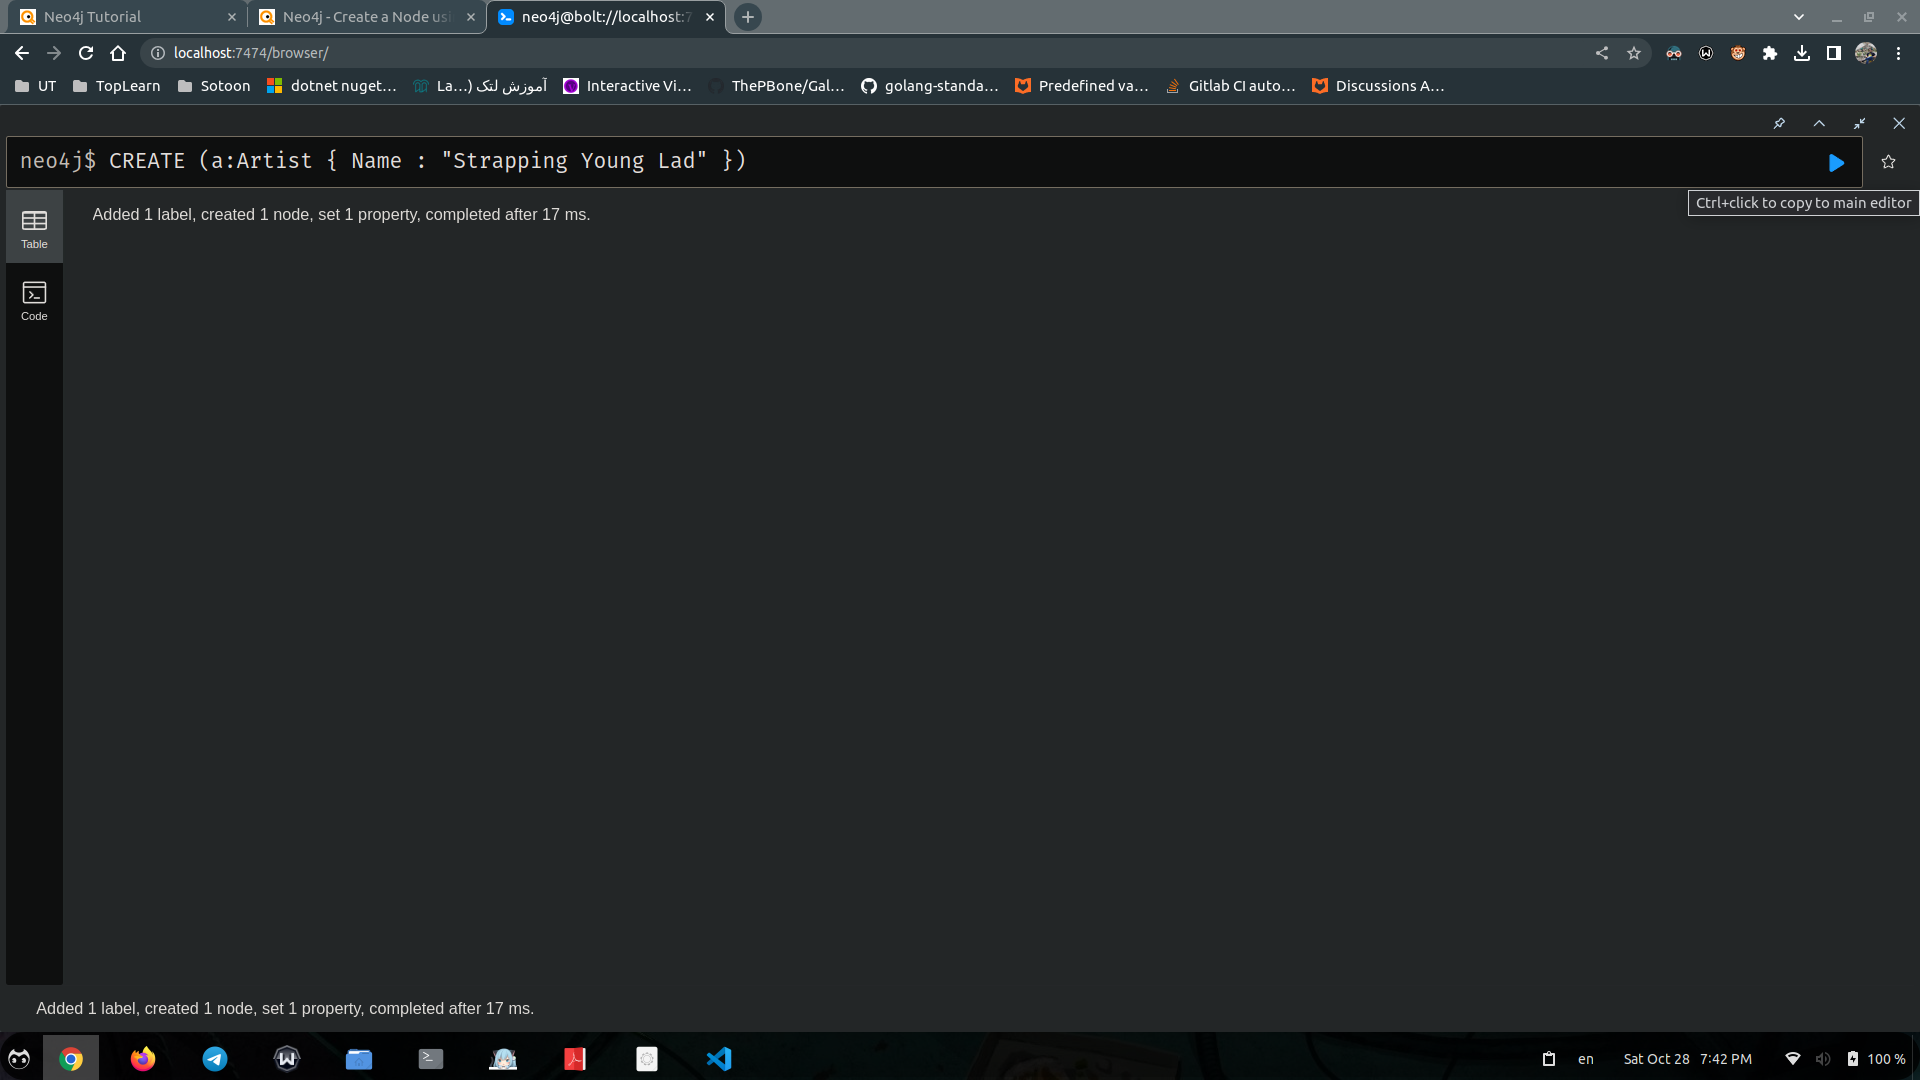 Neo4j Tutorial
Neo4j - Create a Node usi
neo4j@bolt://localhost:7
localhost:7474/browser/
UT
TopLearn
Sotoon
dotnet nuget...
آموزش لتک (...La
Interactive Vi...
ThePBone/Gal...
golang-standa...
Predefined va...
Gitlab CI auto...
Discussions A...
neo4j$ CREATE (a:Artist { Name : "Strapping Young Lad" })
Ctrl+click to copy to main editor
Table
Added 1 label, created 1 node, set 1 property, completed after 17 ms.
Code
Added 1 label, created 1 node, set 1 property, completed after 17 ms.
en
Sat Oct 28 7:42 PM
100 %